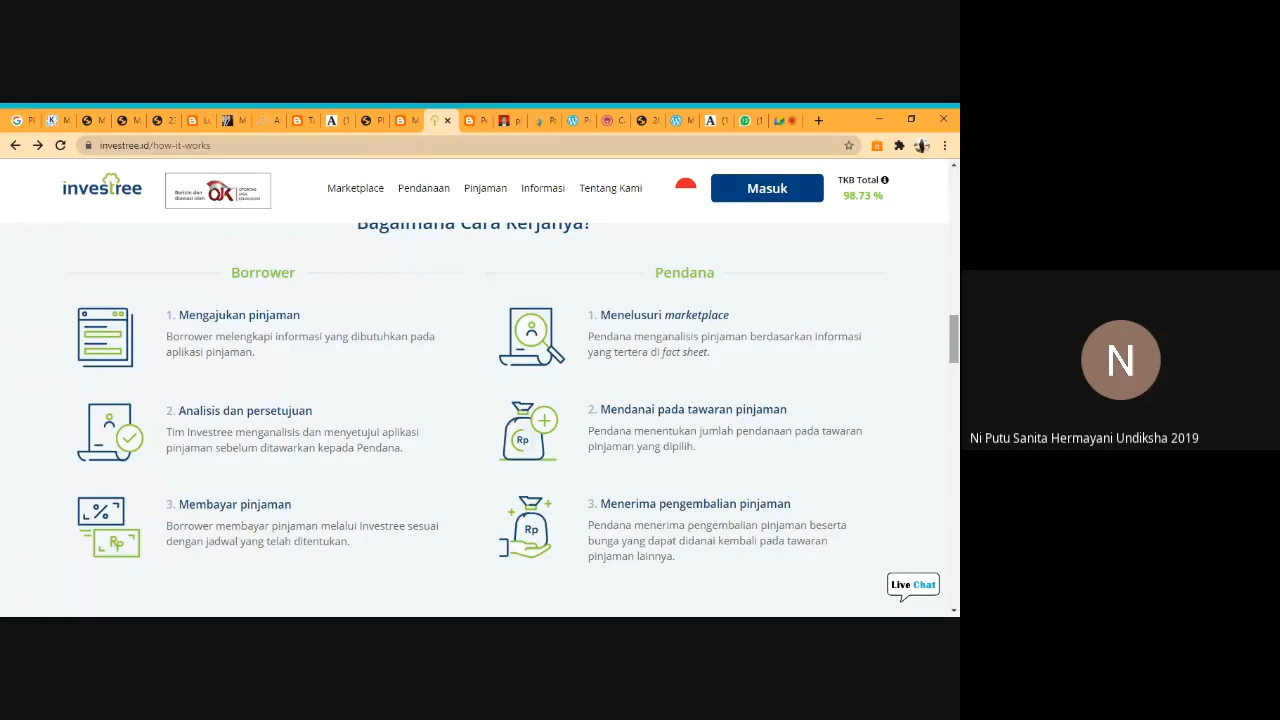 investree.id/how-it-works
investree
Berizin dan
diawasi oleh
OJK
OTORITAS
JASA
KEUANGAN
Marketplace
Pendanaan
Pinjaman
Informasi
Tentang Kami
Masuk
TKB Total
98.73 %
Bagaimana Cara Kerjanya?
Borrower
1. Mengajukan pinjaman
Borrower melengkapi informasi yang dibutuhkan pada
aplikasi pinjaman.
2. Analisis dan persetujuan
Tim Investree menganalisis dan menyetujui aplikasi
pinjaman sebelum ditawarkan kepada Pendana.
%
Rp
3. Membayar pinjaman
Borrower membayar pinjaman melalui Investree sesuai
dengan jadwal yang telah ditentukan.
Pendana
1. Menelusuri marketplace
Pendana menganalisis pinjaman berdasarkan informasi
yang tertera di fact sheet.
Rp
2. Mendanai pada tawaran pinjaman
Pendana menentukan jumlah pendanaan pada tawaran
pinjaman yang dipilih.
Rp
3. Menerima pengembalian pinjaman
Pendana menerima pengembalian pinjaman beserta
bunga yang dapat didanai kembali pada tawaran
pinjaman lainnya.
Live Chat
N
Ni Putu Sanita Hermayani Undiksha 2019